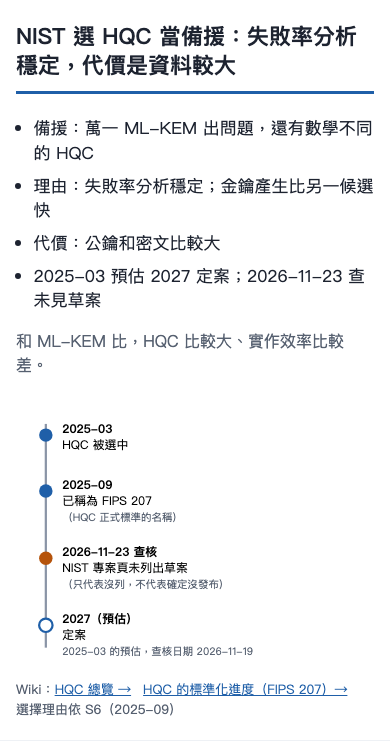 NIST 選 HQC 當備援：失敗率分析
穩定，代價是資料較大
備援：萬一 ML-KEM 出問題，還有數學不同
的 HQC
理由：失敗率分析穩定；金鑰產生比另一候選
快
代價：公鑰和密文比較大
2025-03 預估 2027 定案；2026-11-23 查
未見草案
和 ML-KEM 比，HQC 比較大、實作效率比較
差。
2025-03
HQC 被選中
2025-09
已稱為 FIPS 207
（HQC 正式標準的名稱）
2026-11-23 查核
NIST 專案頁未列出草案
（只代表沒列，不代表確定沒發布）
2027（預估）
定案
2025-03 的預估，查核日期 2026-11-19
Wiki：HQC 總覽 → HQC 的標準化進度（FIPS 207）→
選擇理由依 S6（2025-09）